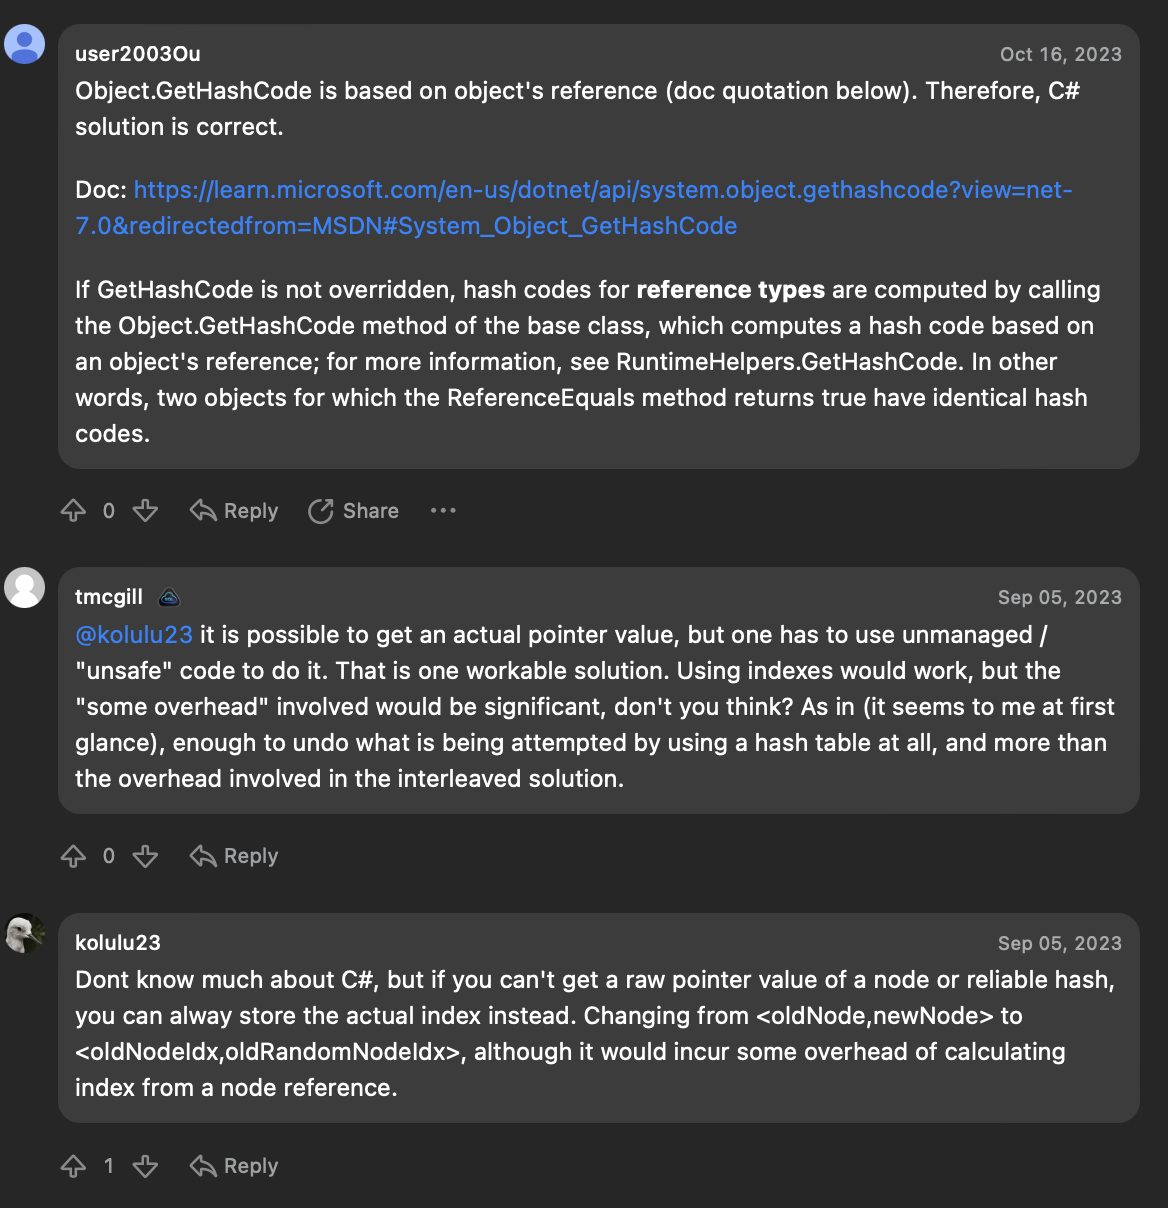 user2003Ou
Oct 16, 2023
Object.GetHashCode is based on object's reference (doc quotation below). Therefore, C#
solution is correct.
Doc: https://learn.microsoft.com/en-us/dotnet/api/system.object.gethashcode?view=net-
7.0&redirectedfrom=MSDN#System_Object_GetHashCode
If GetHashCode is not overridden, hash codes for reference types are computed by calling
the Object.GetHashCode method of the base class, which computes a hash code based on
an object's reference; for more information, see RuntimeHelpers.GetHashCode. In other
words, two objects for which the ReferenceEquals method returns true have identical hash
codes.
0 Reply Share
tmcgill
Sep 05, 2023
@kolulu23 it is possible to get an actual pointer value, but one has to use unmanaged /
"unsafe" code to do it. That is one workable solution. Using indexes would work, but the
"some overhead" involved would be significant, don't you think? As in (it seems to me at first
glance), enough to undo what is being attempted by using a hash table at all, and more than
the overhead involved in the interleaved solution.
0 Reply
kolulu23
Sep 05, 2023
Dont know much about C#, but if you can't get a raw pointer value of a node or reliable hash,
you can alway store the actual index instead. Changing from <oldNode,newNode> to
<oldNodeIdx,oldRandomNodeIdx>, although it would incur some overhead of calculating
index from a node reference.
1 Reply